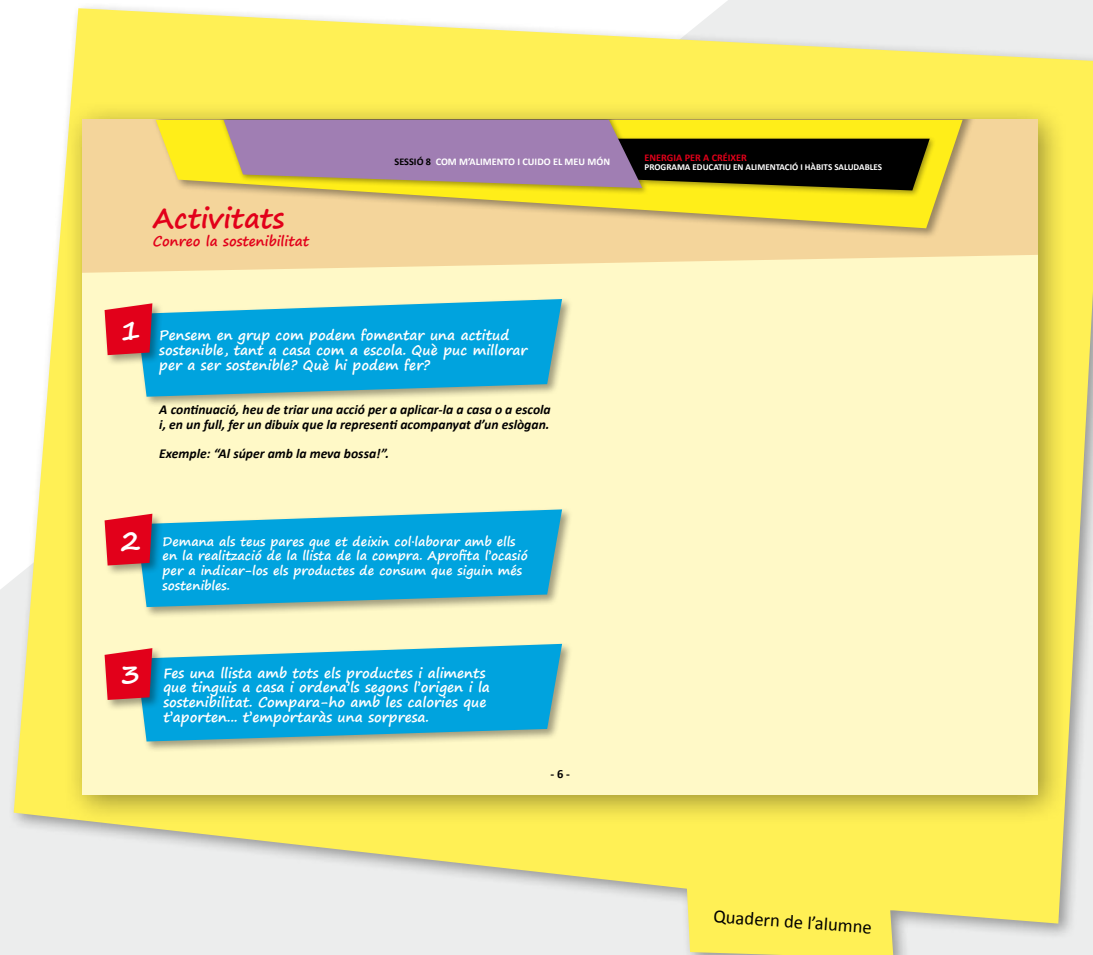 SESSIÓ 8 COM M'ALIMENTO I CUIDO EL MEU MÓN
ENERGIA PER A CRÉIXER
PROGRAMA EDUCATIU EN ALIMENTACIÓ I HÀBITS SALUDABLES
Activitats
Conreo la sostenibilitat
1
Pensem en grup com podem fomentar una actitud
sostenible, tant a casa com a escola. Què puc millorar
per a ser sostenible? Què hi podem fer?
A continuació, heu de triar una acció per a aplicar-la a casa o a escola
i, en un full, fer un dibuix que la representi acompanyat d'un eslògan.
Exemple: "Al súper amb la meva bossa!".
2
Demana als teus pares que et deixin col·laborar amb ells
en la realització de la llista de la compra. Aprofita l'ocasió
per a indicar-los els productes de consum que siguin més
sostenibles.
3
Fes una llista amb tots els productes i aliments
que tinguis a casa i ordena'ls segons l'origen i la
sostenibilitat. Compara-ho amb les calories que
t'aporten... t'emportaràs una sorpresa.
- 6 -
Quadern de l'alumne